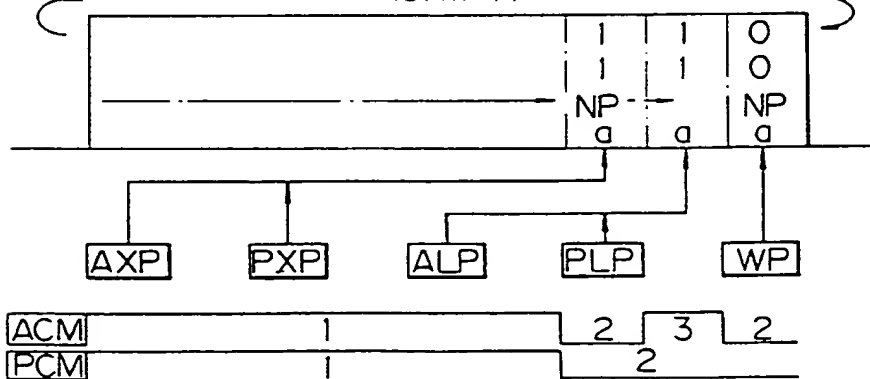 1 1 0
1 1 0
NP NP
a a a
AXP PXP ALP PLP WP
ACM 1 2 3 2
PCM 1 2